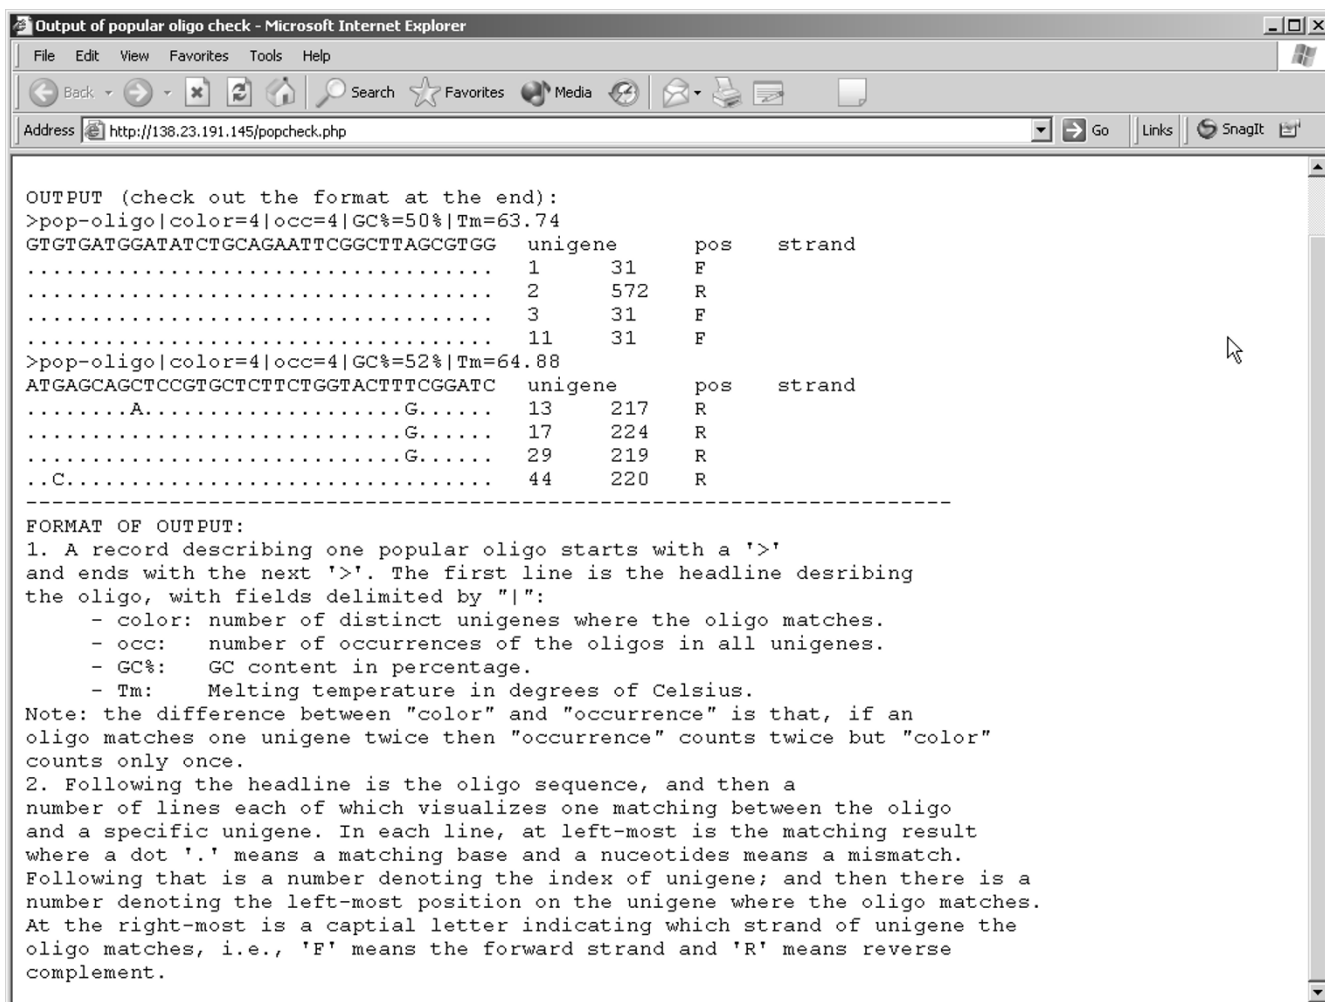 Output of popular oligo check - Microsoft Internet Explorer
File Edit View Favorites Tools Help
Back Search Favorites Media
Address http://138.23.191.145/popcheck.php Go Links SnagIt
OUTPUT (check out the format at the end):
>pop-oligo|color=4|occ=4|GC%=50%|Tm=63.74
GTGTGATGGATATCTGCAGAATTCGGCTTAGCGTGG unigene pos strand
.................................... 1 31 F
.................................... 2 572 R
.................................... 3 31 F
.................................... 11 31 F
>pop-oligo|color=4|occ=4|GC%=52%|Tm=64.88
ATGAGCAGCTCCGTGCTCTTCTGGTACTTTCGGATC unigene pos strand
........A....................G...... 13 217 R
.............................G...... 17 224 R
.............................G...... 29 219 R
..C................................. 44 220 R
-----------------------------------------------------------------------
FORMAT OF OUTPUT:
1. A record describing one popular oligo starts with a '>'
and ends with the next '>'. The first line is the headline desribing
the oligo, with fields delimited by "|":
- color: number of distinct unigenes where the oligo matches.
- occ: number of occurrences of the oligos in all unigenes.
- GC%: GC content in percentage.
- Tm: Melting temperature in degrees of Celsius.
Note: the difference between "color" and "occurrence" is that, if an
oligo matches one unigene twice then "occurrence" counts twice but "color"
counts only once.
2. Following the headline is the oligo sequence, and then a
number of lines each of which visualizes one matching between the oligo
and a specific unigene. In each line, at left-most is the matching result
where a dot '.' means a matching base and a nuceotides means a mismatch.
Following that is a number denoting the index of unigene; and then there is a
number denoting the left-most position on the unigene where the oligo matches.
At the right-most is a captial letter indicating which strand of unigene the
oligo matches, i.e., 'F' means the forward strand and 'R' means reverse
complement.